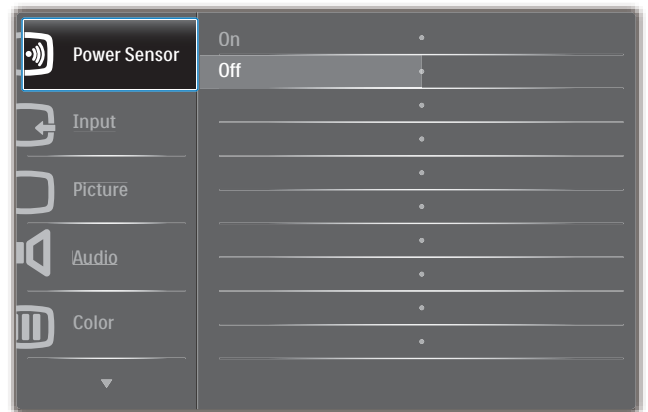 Power Sensor
On
Off
Input
Picture
Audio
Color